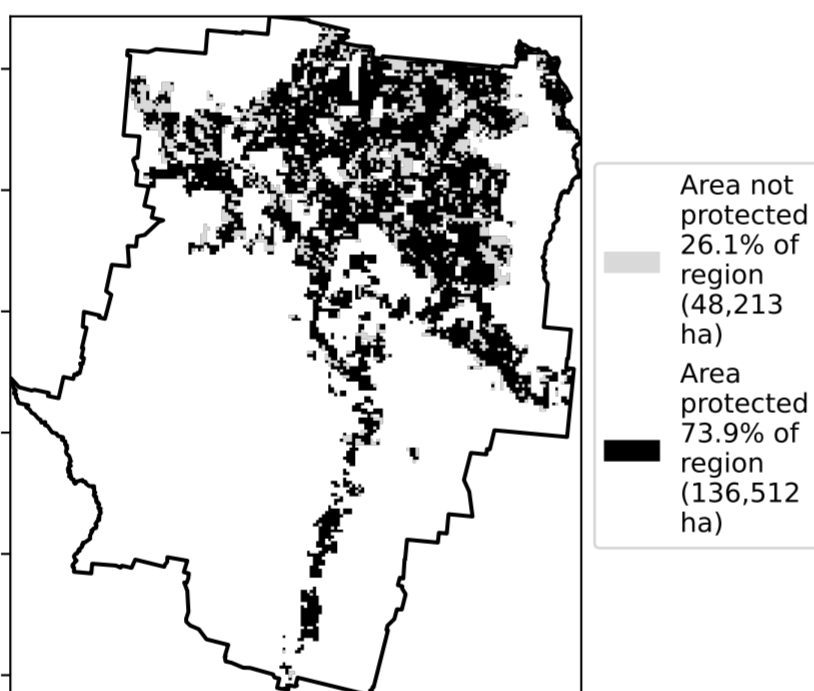 Area not
protected
26.1% of
region
(48,213
ha)
Area
protected
73.9% of
region
(136,512
ha)